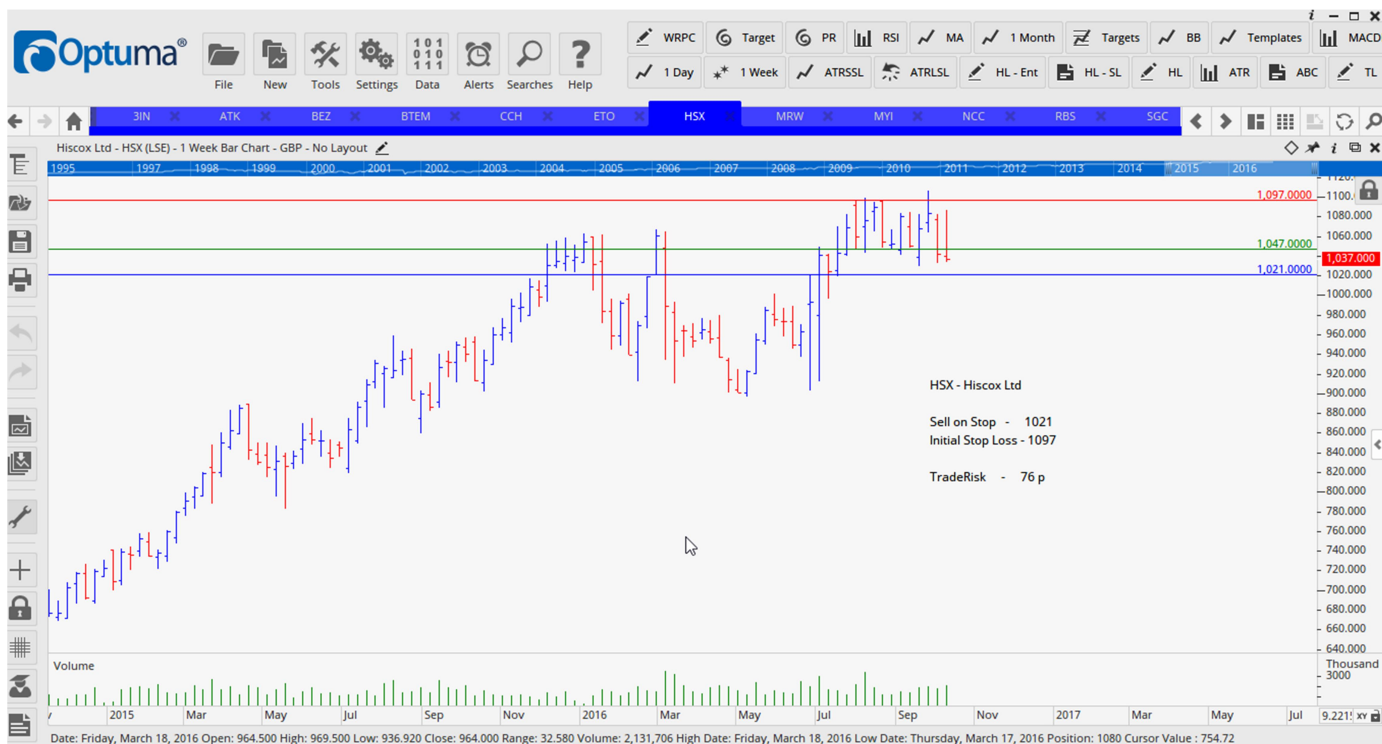 i
Optuma®
File
New
Tools
Settings
101
010
111
Data
Alerts
Searches
Help
WRPC
Target
PR
RSI
MA
1 Month
Targets
BB
Templates
MACD
1 Day
1 Week
ATRSSL
ATRLSL
HL - Ent
HL - SL
HL
ATR
ABC
TL
3IN
ATK
BEZ
BTEM
CCH
ETO
HSX
MRW
MYI
NCC
RBS
SGC
Hiscox Ltd - HSX (LSE) - 1 Week Bar Chart - GBP - No Layout
1995 1997 1998 1999 2000 2001 2002 2003 2004 2005 2006 2007 2008 2009 2010 2011 2012 2013 2014 2015 2016
1,097.0000
1,047.0000
1,021.0000
1080.000
1060.000
1,037.000
1020.000
1000.000
980.000
960.000
940.000
920.000
900.000
880.000
860.000
840.000
820.000
800.000
780.000
760.000
740.000
720.000
700.000
680.000
660.000
640.000
HSX - Hiscox Ltd
Sell on Stop - 1021
Initial Stop Loss - 1097
TradeRisk - 76 p
Volume
Thousand
3000
2015 Mar May Jul Sep Nov 2016 Mar May Jul Sep Nov 2017 Mar May Jul
XY
Date: Friday, March 18, 2016 Open: 964.500 High: 969.500 Low: 936.920 Close: 964.000 Range: 32.580 Volume: 2,131,706 High Date: Friday, March 18, 2016 Low Date: Thursday, March 17, 2016 Position: 1080 Cursor Value : 754.72